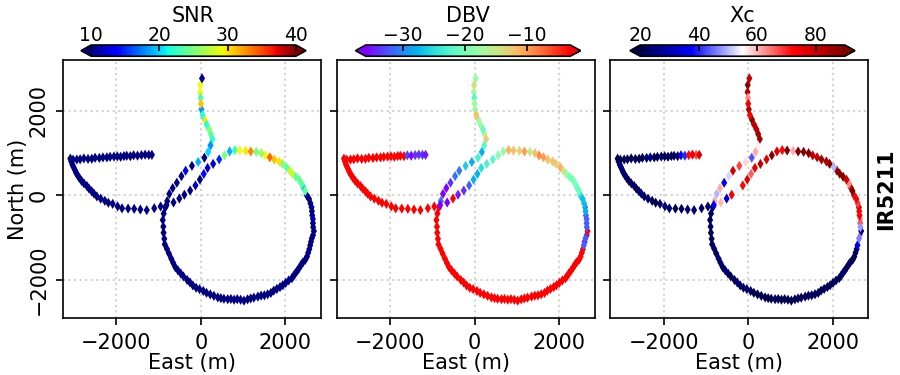 SNR DBV Xc
10 20 30 40 −30 −20 −10 20 40 60 80
2000
0
−2000
North (m)
IR5211
−2000 0 2000 −2000 0 2000 −2000 0 2000
East (m) East (m) East (m)